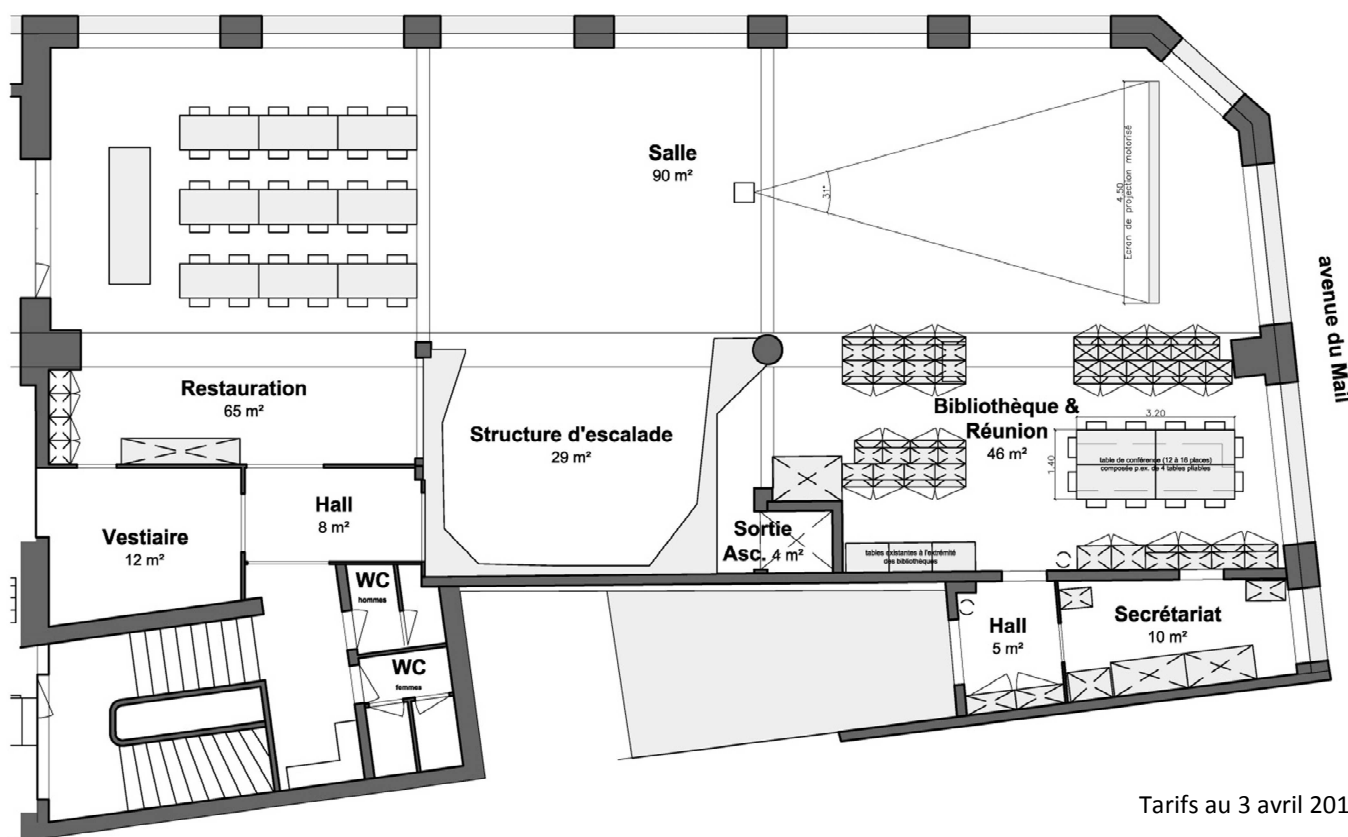 Salle
90 m²
31°
4,50
Ecran de projection motorisé
avenue du Mail
Restauration
65 m²
Structure d'escalade
29 m²
Bibliothèque &
Réunion
46 m²
3,20
1,40
table de conférence (12 à 16 places)
composée p.ex. de 4 tables pliables
Vestiaire
12 m²
Hall
8 m²
Sortie
Asc. 4 m²
tables existantes à l'extrémité
des bibliothèques
WC
hommes
WC
femmes
Hall
5 m²
Secrétariat
10 m²
Tarifs au 3 avril 201